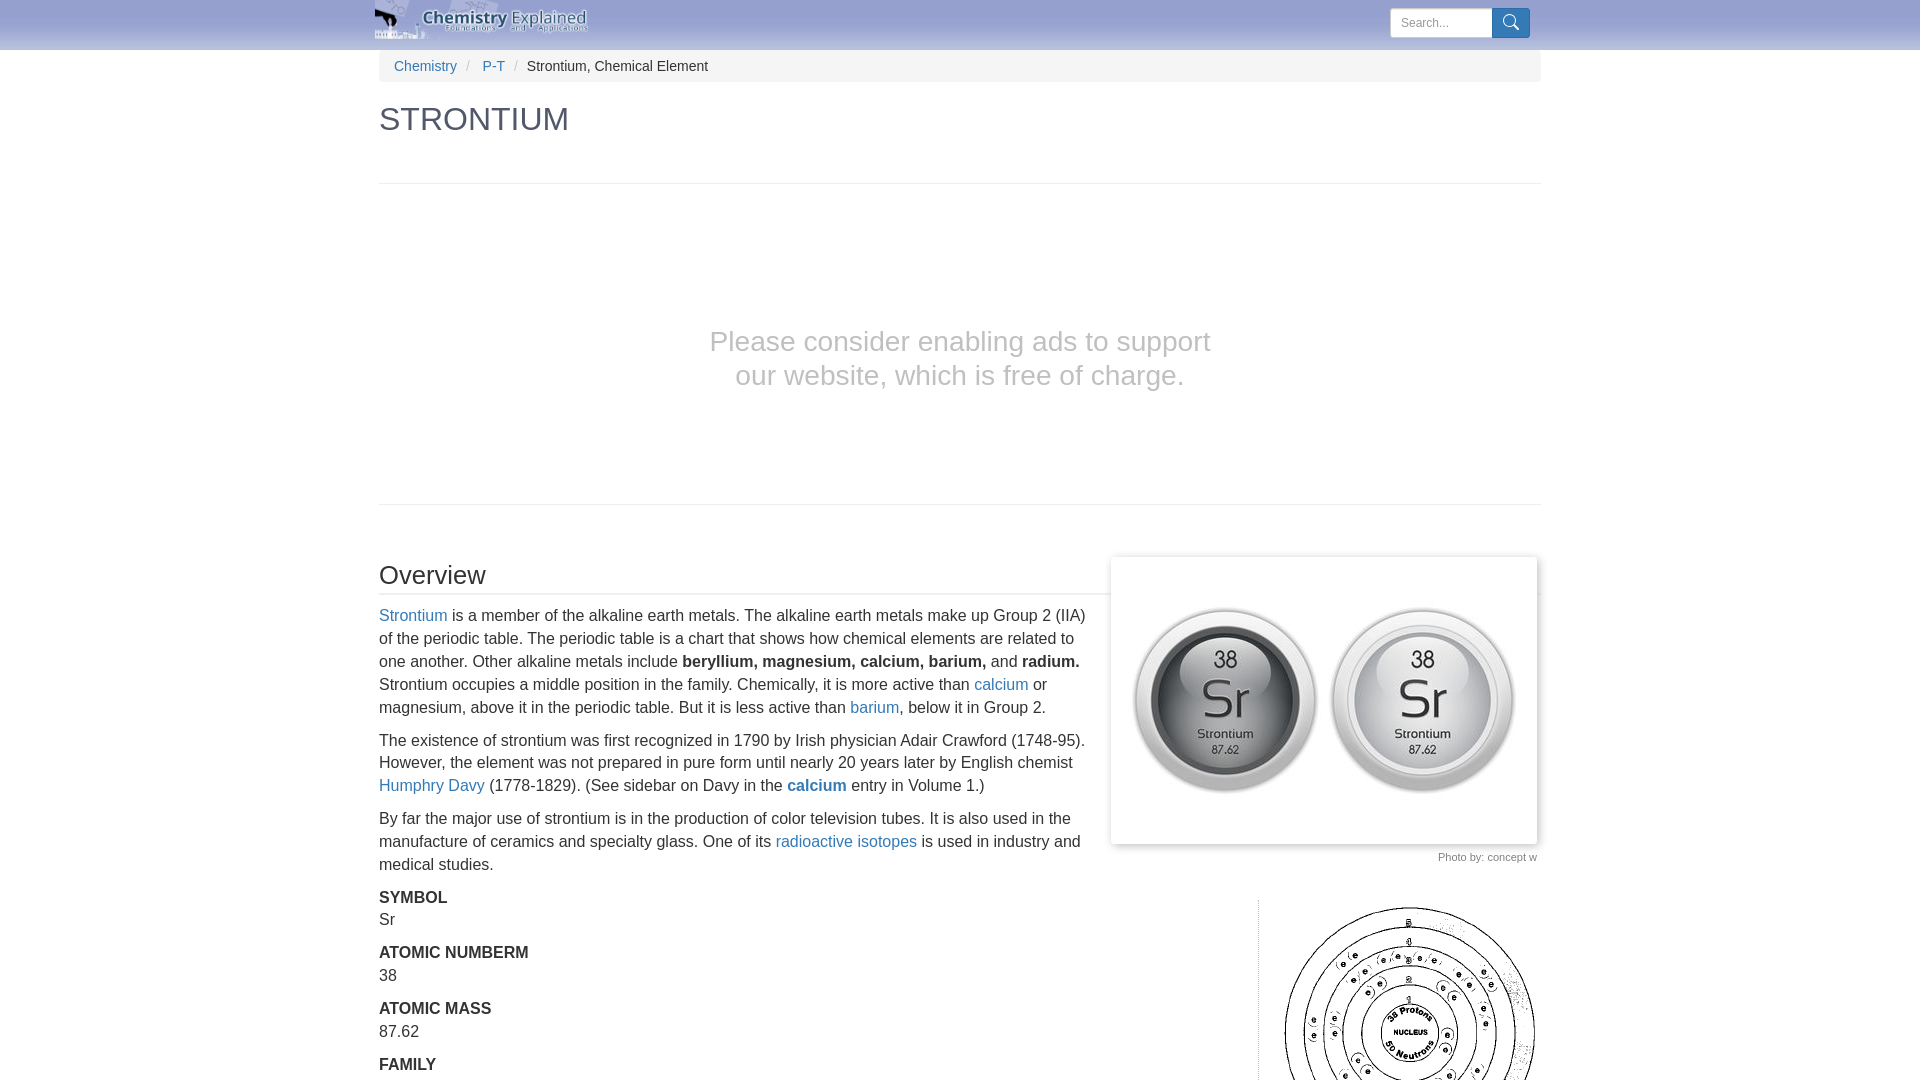 Chemistry Explained
Foundations and Applications
Search...
Chemistry / P-T / Strontium, Chemical Element
STRONTIUM
Please consider enabling ads to support
our website, which is free of charge.
Overview
Strontium is a member of the alkaline earth metals. The alkaline earth metals make up Group 2 (IIA)
of the periodic table. The periodic table is a chart that shows how chemical elements are related to
one another. Other alkaline metals include beryllium, magnesium, calcium, barium, and radium.
Strontium occupies a middle position in the family. Chemically, it is more active than calcium or
magnesium, above it in the periodic table. But it is less active than barium, below it in Group 2.
The existence of strontium was first recognized in 1790 by Irish physician Adair Crawford (1748-95).
However, the element was not prepared in pure form until nearly 20 years later by English chemist
Humphry Davy (1778-1829). (See sidebar on Davy in the calcium entry in Volume 1.)
By far the major use of strontium is in the production of color television tubes. It is also used in the
manufacture of ceramics and specialty glass. One of its radioactive isotopes is used in industry and
medical studies.
38
Sr
Strontium
87.62
38
Sr
Strontium
87.62
Photo by: concept w
SYMBOL
Sr
ATOMIC NUMBERM
38
ATOMIC MASS
87.62
FAMILY
5
4
3
2
1
38 Protons
NUCLEUS
50 Neutrons